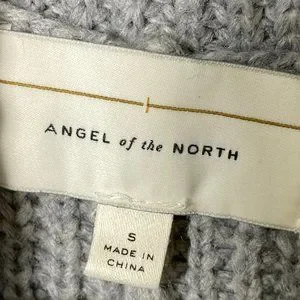 ANGEL of the NORTH
S
MADE IN
CHINA